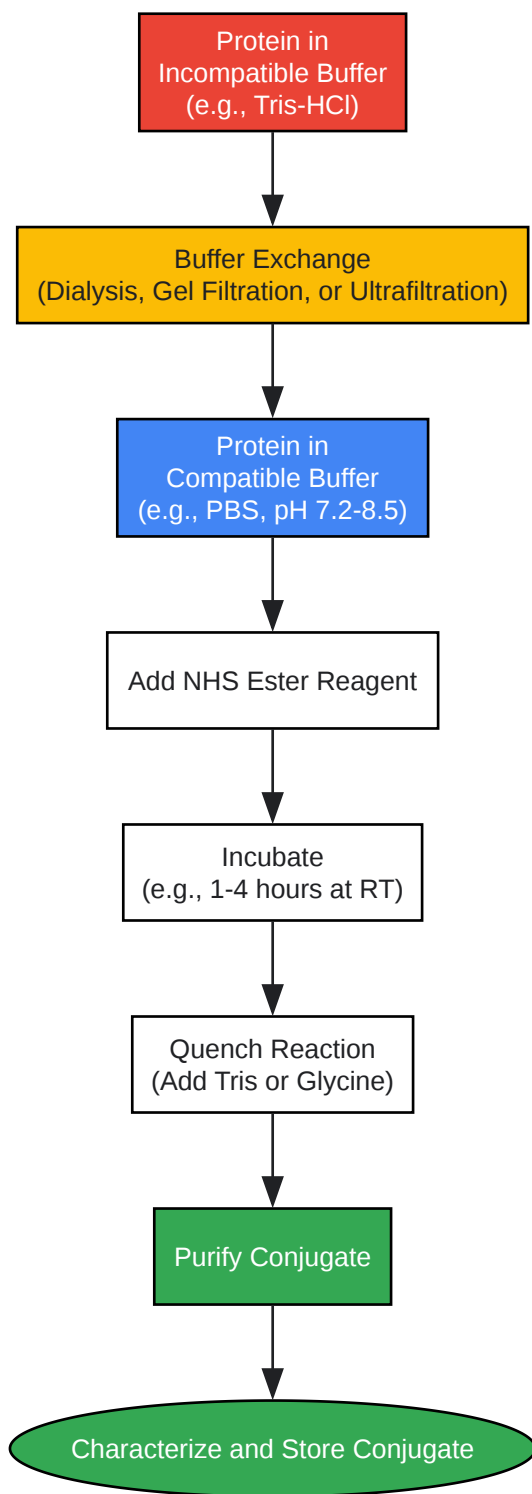 Protein in
Incompatible Buffer
(e.g., Tris-HCl)
Buffer Exchange
(Dialysis, Gel Filtration, or Ultrafiltration)
Protein in
Compatible Buffer
(e.g., PBS, pH 7.2-8.5)
Add NHS Ester Reagent
Incubate
(e.g., 1-4 hours at RT)
Quench Reaction
(Add Tris or Glycine)
Purify Conjugate
Characterize and Store Conjugate